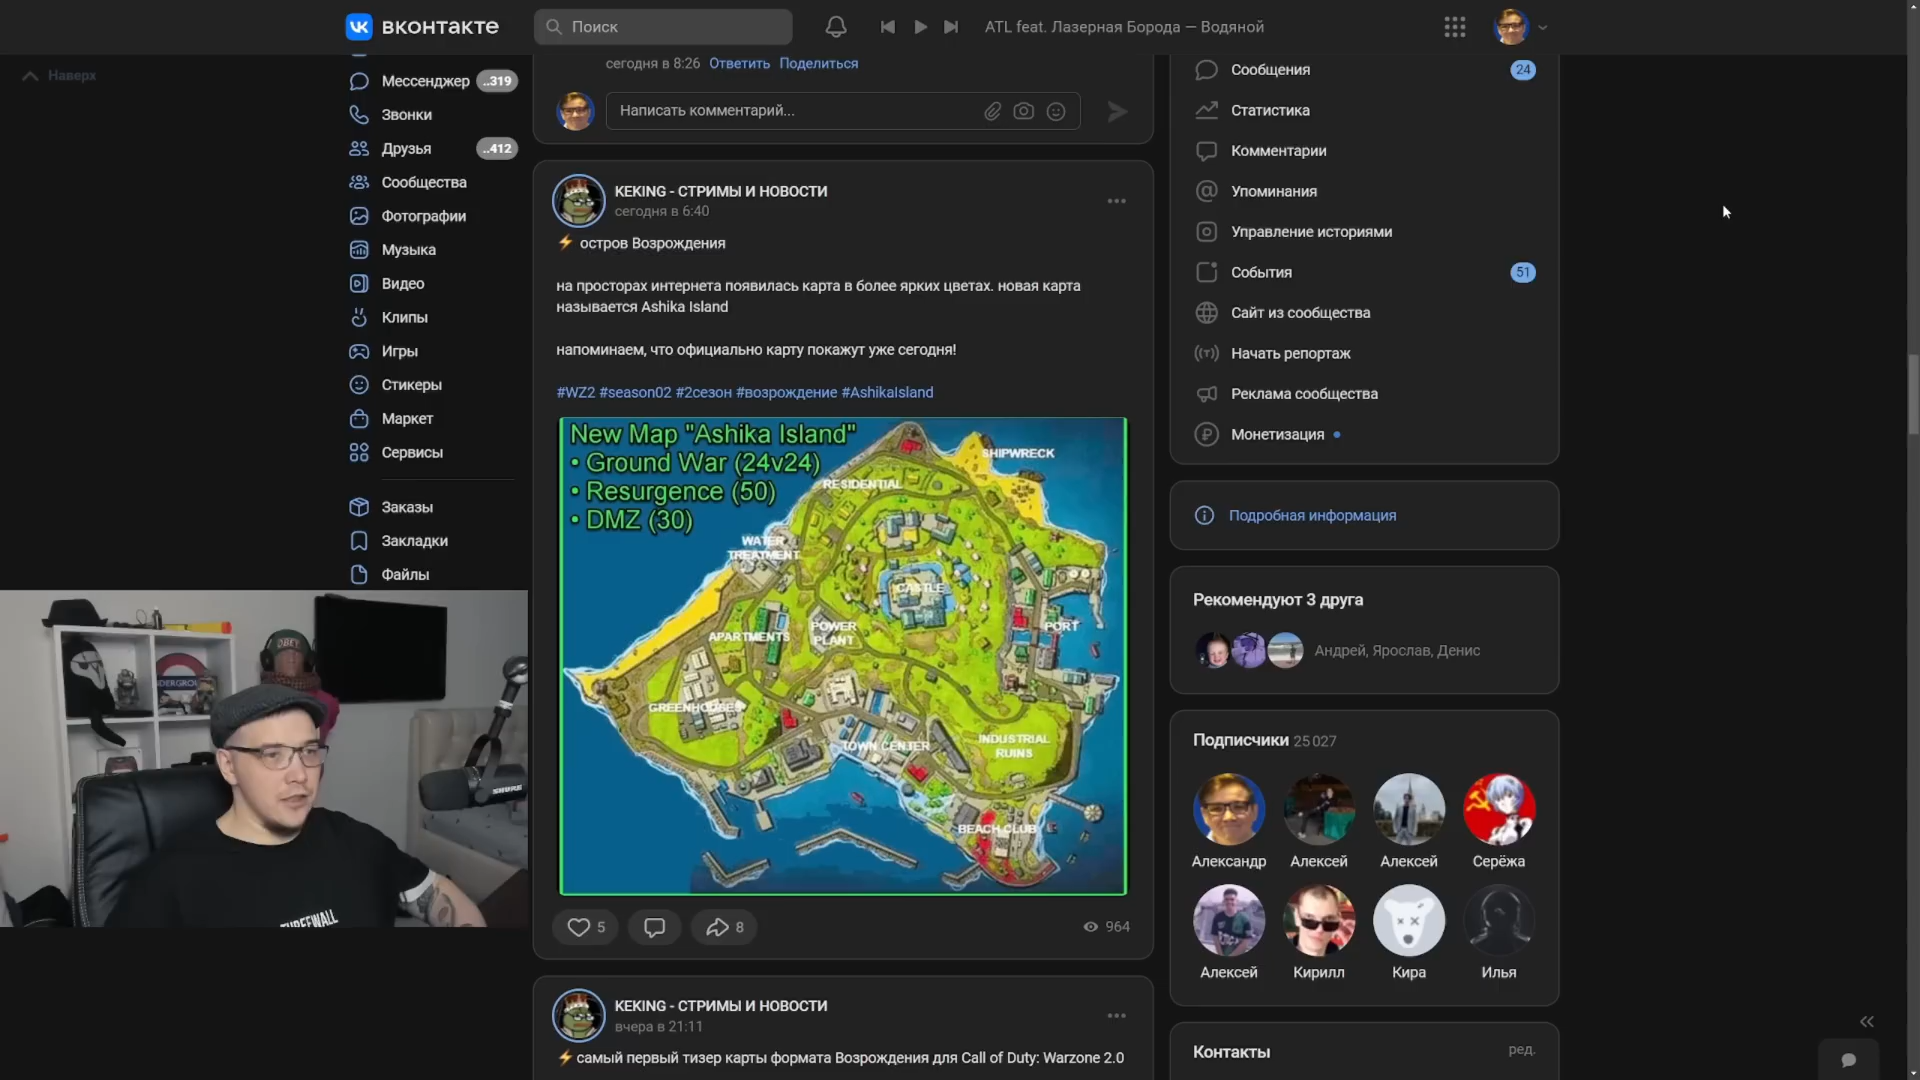 вконтакте
Поиск
ATL feat. Лазерная Борода — Водяной
Наверх
Мессенджер ..319
Звонки
Друзья ..412
Сообщества
Фотографии
Музыка
Видео
Клипы
Игры
Стикеры
Маркет
Сервисы
Заказы
Закладки
Файлы
сегодня в 8:26 Ответить Поделиться
Написать комментарий...
KEKING - СТРИМЫ И НОВОСТИ
сегодня в 6:40
⚡ остров Возрождения
на просторах интернета появилась карта в более ярких цветах. новая карта
называется Ashika Island
напоминаем, что официально карту покажут уже сегодня!
#WZ2 #season02 #2сезон #возрождение #AshikaIsland
New Map "Ashika Island"
• Ground War (24v24)
• Resurgence (50)
• DMZ (30)
SHIPWRECK
RESIDENTIAL
WATER
TREATMENT
CASTLE
PORT
APARTMENTS
POWER
PLANT
GREENHOUSES
TOWN CENTER
INDUSTRIAL
RUINS
BEACH CLUB
5
8
964
KEKING - СТРИМЫ И НОВОСТИ
вчера в 21:11
⚡самый первый тизер карты формата Возрождения для Call of Duty: Warzone 2.0
Сообщения 24
Статистика
Комментарии
Упоминания
Управление историями
События 51
Сайт из сообщества
Начать репортаж
Реклама сообщества
Монетизация
Подробная информация
Рекомендуют 3 друга
Андрей, Ярослав, Денис
Подписчики 25 027
Александр
Алексей
Алексей
Серёжа
Алексей
Кирилл
Кира
Илья
Контакты
ред.
OBEY
SHURE